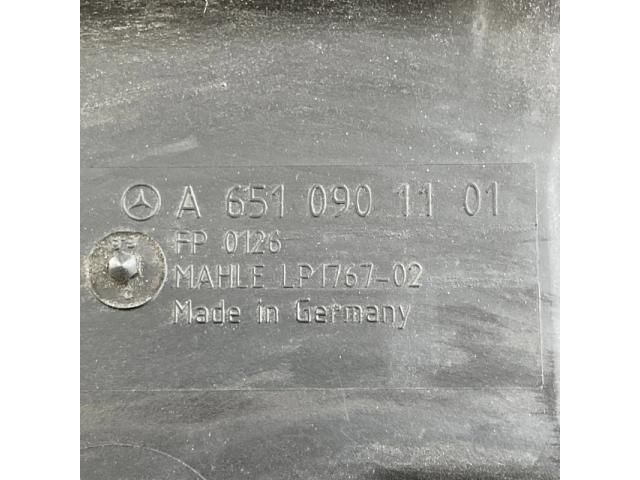 A 651 090 11 01
FP 0126
MAHLE LP1767-02
Made in Germany